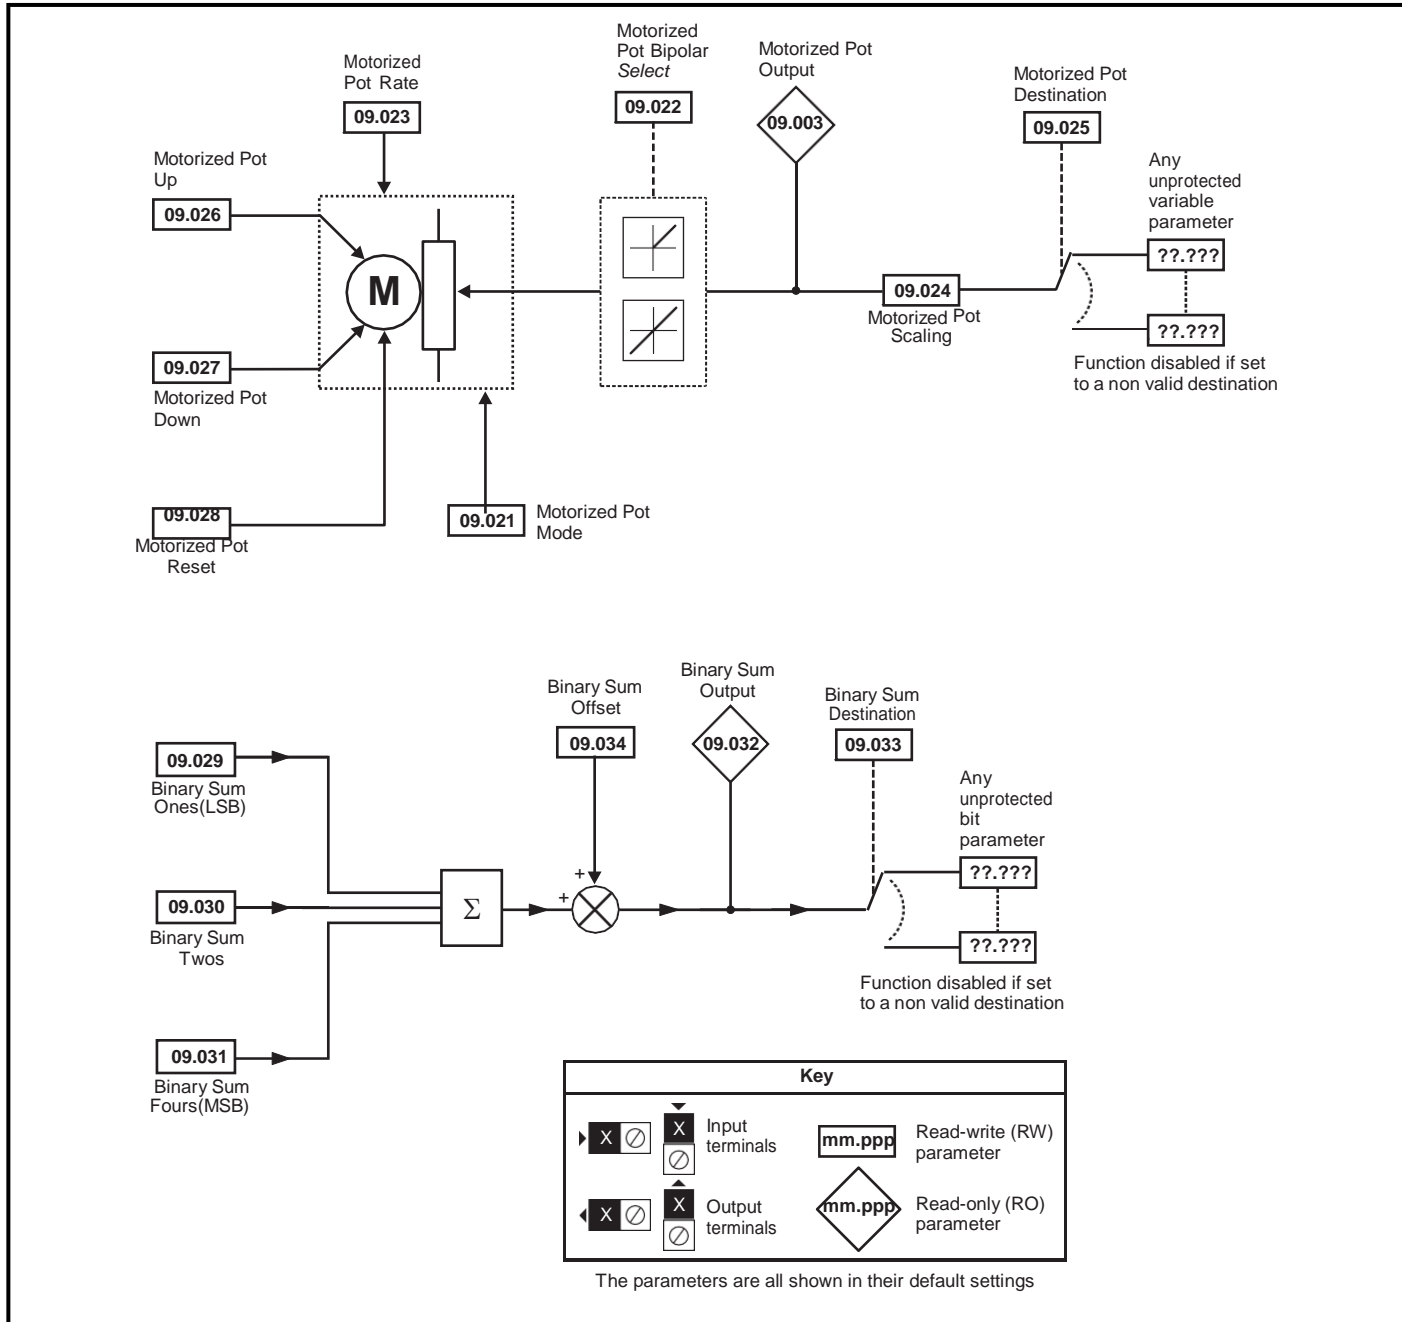 Motorized
Pot Rate
09.023
Motorized
Pot Bipolar
Select
09.022
Motorized Pot
Output
09.003
Motorized Pot
Destination
09.025
Motorized Pot
Up
09.026
Any
unprotected
variable
parameter
??.???
M
09.024
Motorized Pot
Scaling
??.???
Function disabled if set
to a non valid destination
09.027
Motorized Pot
Down
09.028
Motorized Pot
Reset
09.021
Motorized Pot
Mode
Binary Sum
Offset
09.034
Binary Sum
Output
09.032
Binary Sum
Destination
09.033
09.029
Binary Sum
Ones(LSB)
Any
unprotected
bit
parameter
??.???
+
+
09.030
Binary Sum
Twos
Σ
??.???
Function disabled if set
to a non valid destination
09.031
Binary Sum
Fours(MSB)
Key
X
X
Input
terminals
mm.ppp
Read-write (RW)
parameter
X
X
Output
terminals
mm.ppp
Read-only (RO)
parameter
The parameters are all shown in their default settings